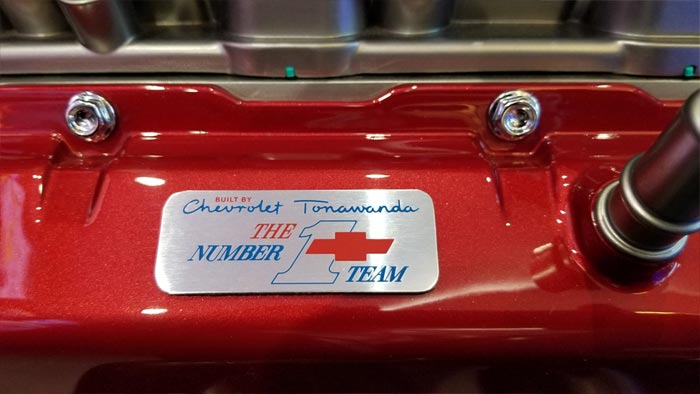 BUILT BY
Chevrolet Tonawanda
THE
NUMBER 1
TEAM